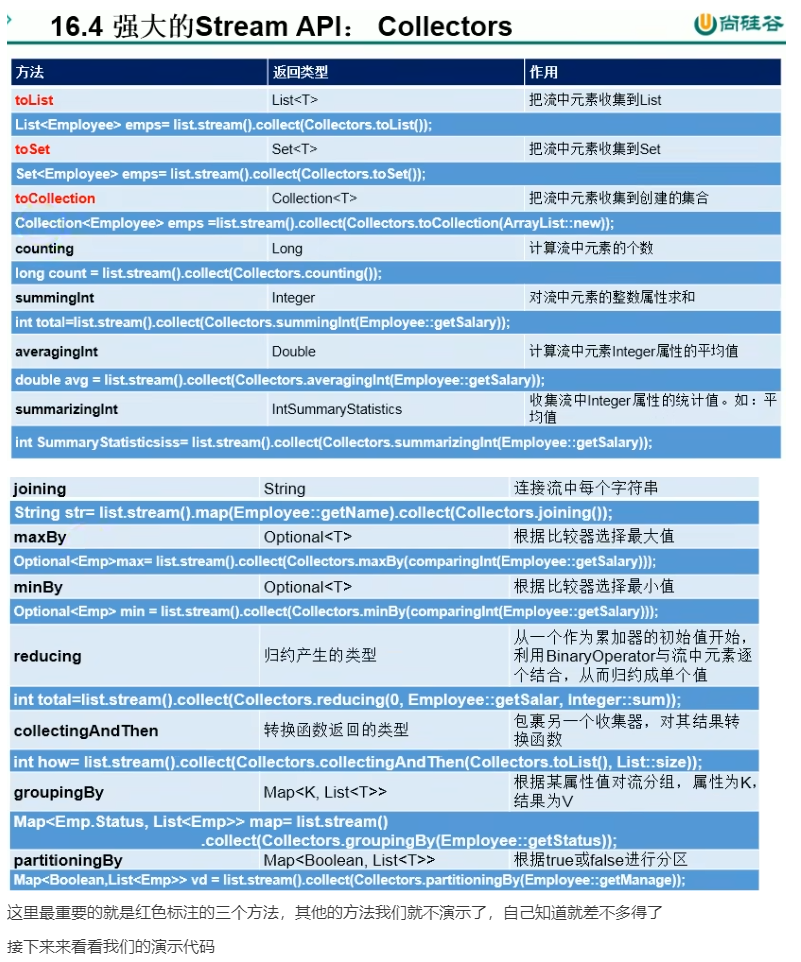 16.4 强大的Stream API： Collectors
尚硅谷
方法 返回类型 作用
toList List<T> 把流中元素收集到List
List<Employee> emps= list.stream().collect(Collectors.toList());
toSet Set<T> 把流中元素收集到Set
Set<Employee> emps= list.stream().collect(Collectors.toSet());
toCollection Collection<T> 把流中元素收集到创建的集合
Collection<Employee> emps =list.stream().collect(Collectors.toCollection(ArrayList::new));
counting Long 计算流中元素的个数
long count = list.stream().collect(Collectors.counting());
summingInt Integer 对流中元素的整数属性求和
int total=list.stream().collect(Collectors.summingInt(Employee::getSalary));
averagingInt Double 计算流中元素Integer属性的平均值
double avg = list.stream().collect(Collectors.averagingInt(Employee::getSalary));
summarizingInt IntSummaryStatistics 收集流中Integer属性的统计值。如：平
均值
int SummaryStatisticsiss= list.stream().collect(Collectors.summarizingInt(Employee::getSalary));
joining String 连接流中每个字符串
String str= list.stream().map(Employee::getName).collect(Collectors.joining());
maxBy Optional<T> 根据比较器选择最大值
Optional<Emp>max= list.stream().collect(Collectors.maxBy(comparingInt(Employee::getSalary)));
minBy Optional<T> 根据比较器选择最小值
Optional<Emp> min = list.stream().collect(Collectors.minBy(comparingInt(Employee::getSalary)));
reducing 归约产生的类型 从一个作为累加器的初始值开始，
利用BinaryOperator与流中元素逐
个结合，从而归约成单个值
int total=list.stream().collect(Collectors.reducing(0, Employee::getSalar, Integer::sum));
collectingAndThen 转换函数返回的类型 包裹另一个收集器，对其结果转
换函数
int how= list.stream().collect(Collectors.collectingAndThen(Collectors.toList(), List::size));
groupingBy Map<K, List<T>> 根据某属性值对流分组，属性为K，
结果为V
Map<Emp.Status, List<Emp>> map= list.stream()
.collect(Collectors.groupingBy(Employee::getStatus));
partitioningBy Map<Boolean, List<T>> 根据true或false进行分区
Map<Boolean,List<Emp>> vd = list.stream().collect(Collectors.partitioningBy(Employee::getManage));
这里最重要的就是红色标注的三个方法，其他的方法我们就不演示了，自己知道就差不多得了
接下来来看看我们的演示代码